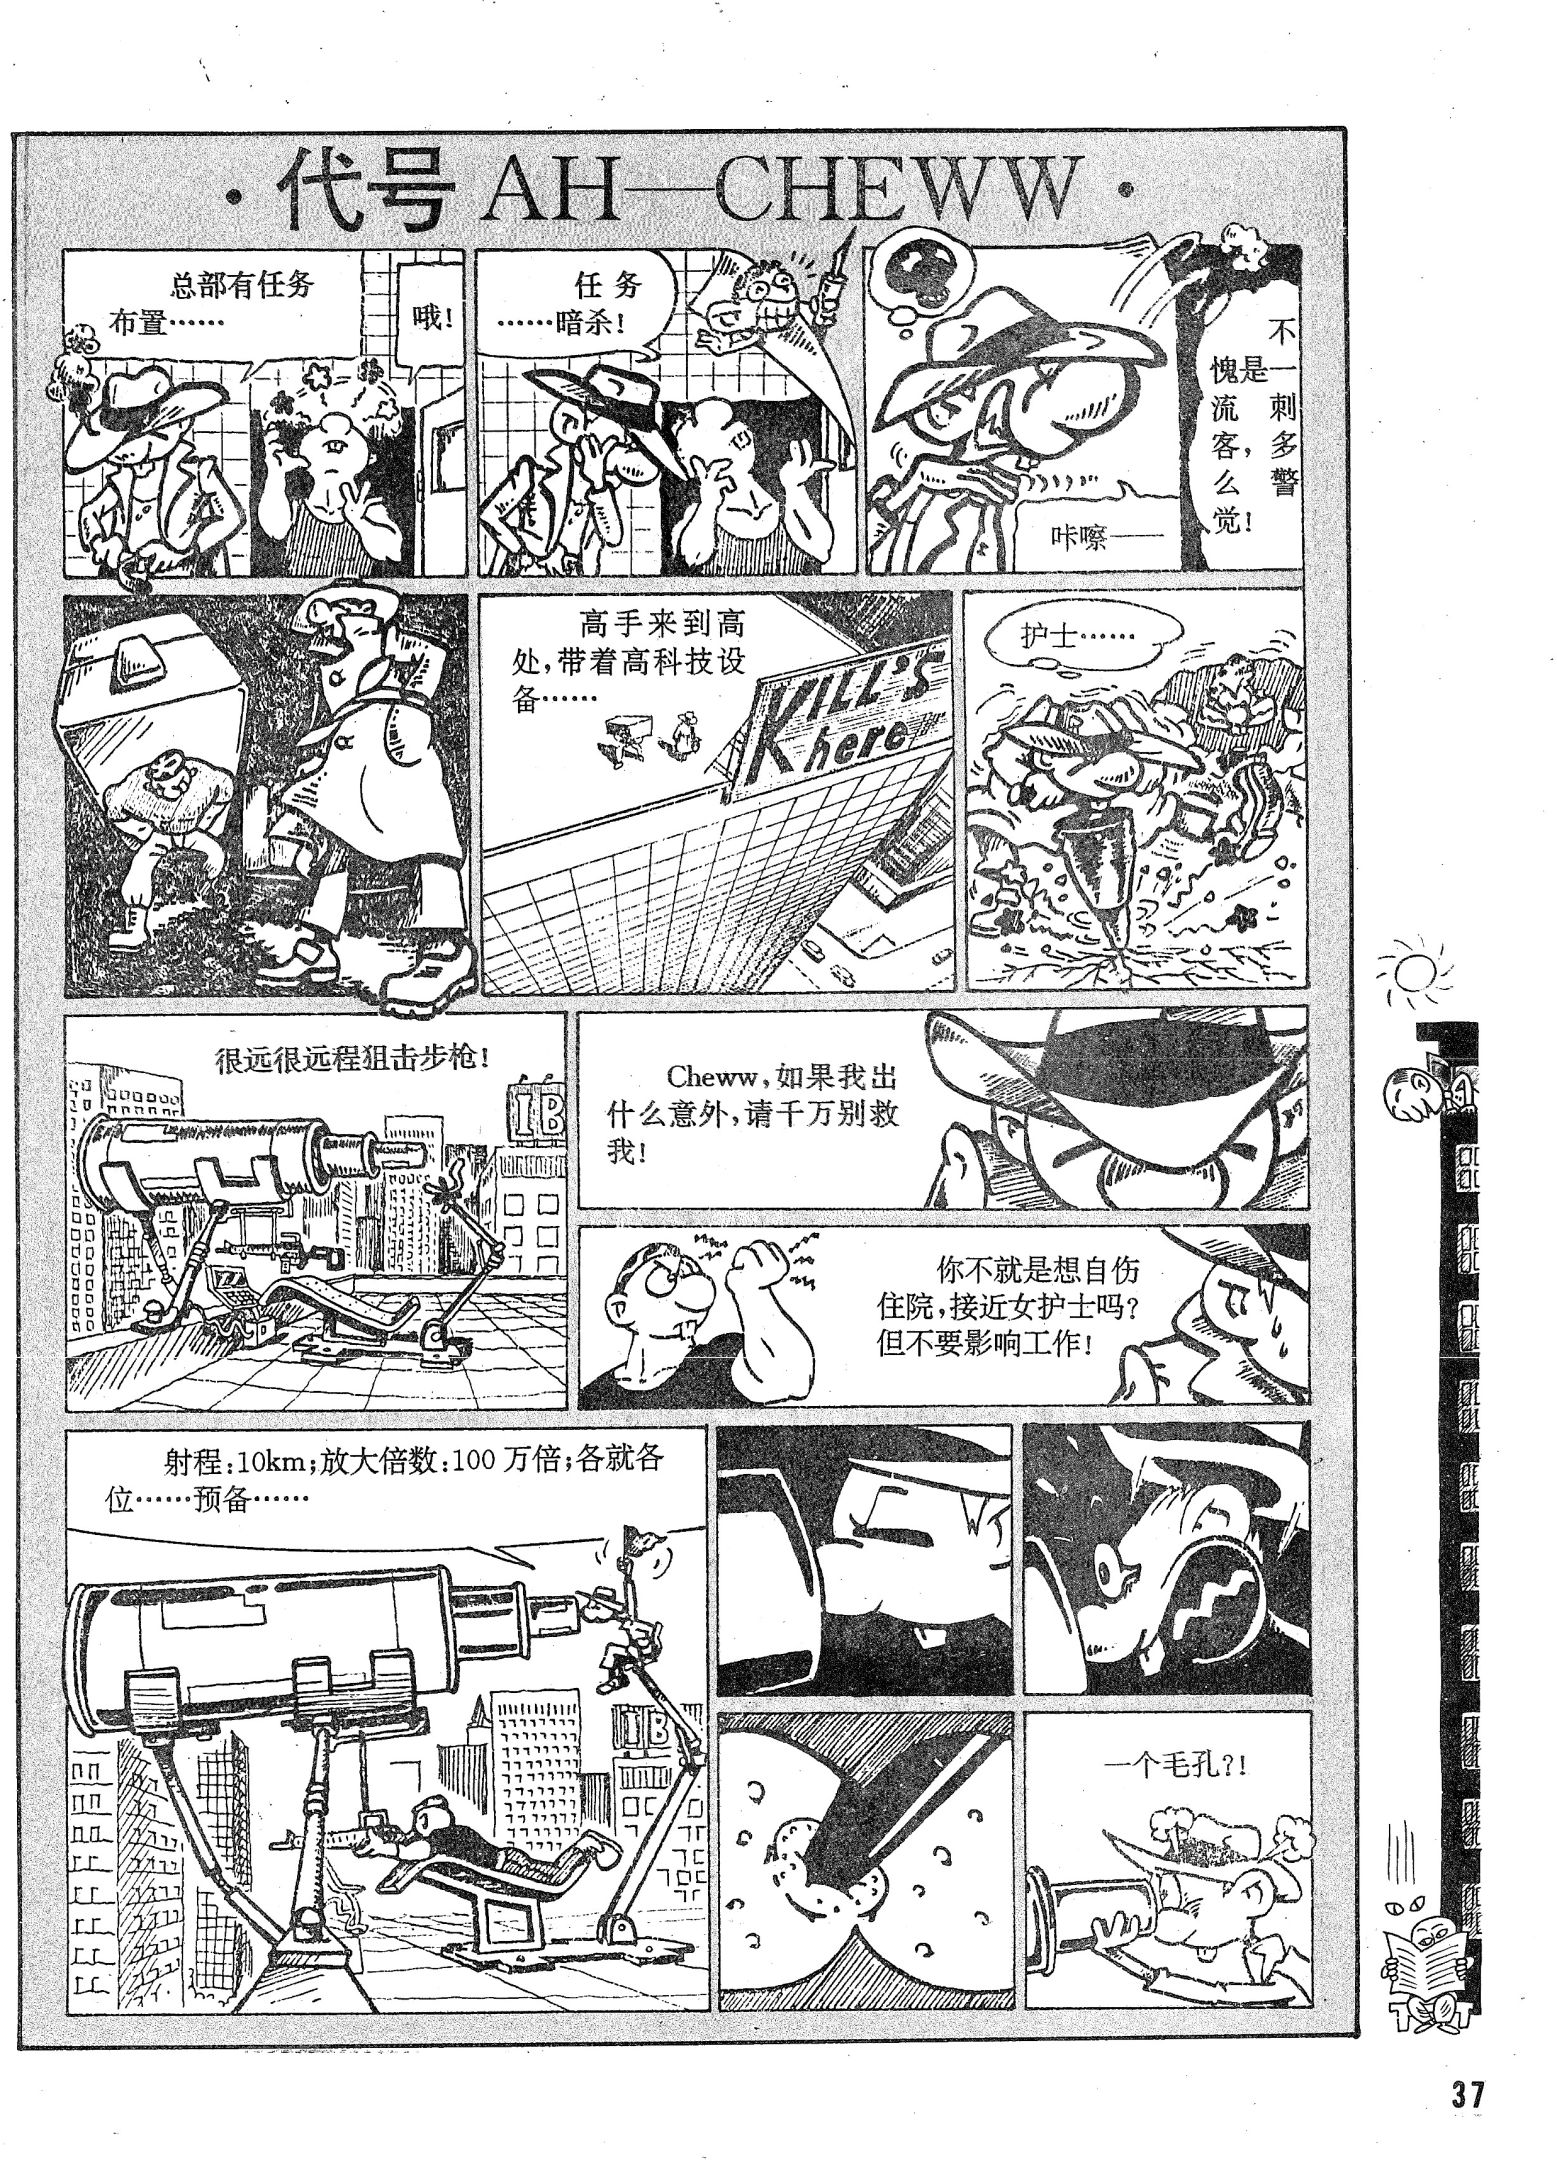 ·代号 AH—CHEWW·
总部有任务
布置……
哦!
任务
……暗杀!
不愧是一
流刺客,
多么警觉!
咔嚓——
高手来到高
处,带着高科技设
备……
KILL'S
here
护士……
很远很远程狙击步枪!
IB
Cheww,如果我出
什么意外,请千万别救
我!
你不就是想自伤
住院,接近女护士吗?
但不要影响工作!
射程:10km;放大倍数:100万倍;各就各
位……预备……
IB
一个毛孔?!
37